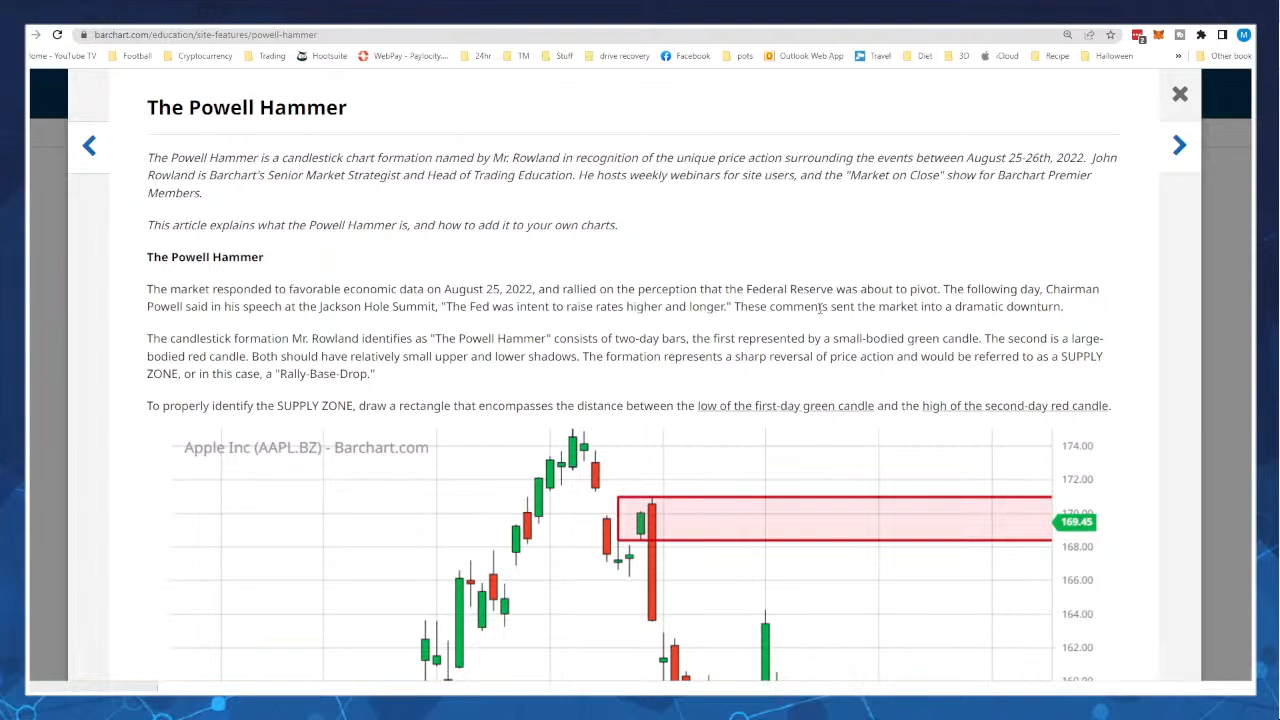 barchart.com/education/site-features/powell-hammer
ome - YouTube TV Football Cryptocurrency Trading Hootsuite WebPay - Paylocity,... 24hr TM Stuff drive recovery Facebook pots Outlook Web App Travel Diet 3D iCloud Recipe Halloween » Other book
The Powell Hammer
The Powell Hammer is a candlestick chart formation named by Mr. Rowland in recognition of the unique price action surrounding the events between August 25-26th, 2022. John
Rowland is Barchart's Senior Market Strategist and Head of Trading Education. He hosts weekly webinars for site users, and the "Market on Close" show for Barchart Premier
Members.
This article explains what the Powell Hammer is, and how to add it to your own charts.
The Powell Hammer
The market responded to favorable economic data on August 25, 2022, and rallied on the perception that the Federal Reserve was about to pivot. The following day, Chairman
Powell said in his speech at the Jackson Hole Summit, "The Fed was intent to raise rates higher and longer." These comments sent the market into a dramatic downturn.
The candlestick formation Mr. Rowland identifies as "The Powell Hammer" consists of two-day bars, the first represented by a small-bodied green candle. The second is a large-
bodied red candle. Both should have relatively small upper and lower shadows. The formation represents a sharp reversal of price action and would be referred to as a SUPPLY
ZONE, or in this case, a "Rally-Base-Drop."
To properly identify the SUPPLY ZONE, draw a rectangle that encompasses the distance between the low of the first-day green candle and the high of the second-day red candle.
Apple Inc (AAPL.BZ) - Barchart.com
174.00
172.00
170.00
169.45
168.00
166.00
164.00
162.00
160.00